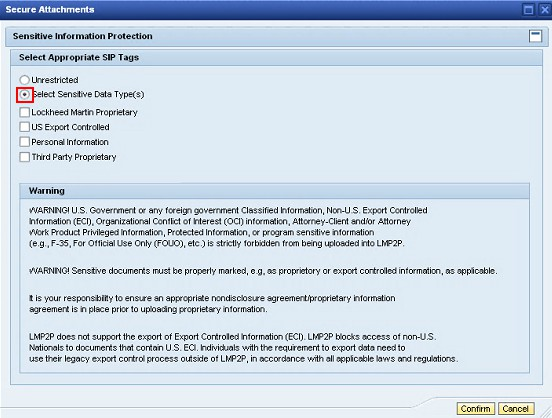 Secure Attachments
Sensitive Information Protection
Select Appropriate SIP Tags
Unrestricted
Select Sensitive Data Type(s)
Lockheed Martin Proprietary
US Export Controlled
Personal Information
Third Party Proprietary
Warning
WARNING! U.S. Government or any foreign government Classified Information, Non-U.S. Export Controlled
Information (ECI), Organizational Conflict of Interest (OCI) information, Attorney-Client and/or Attorney
Work Product Privileged Information, Protected Information, or program sensitive information
(e.g., F-35, For Official Use Only (FOUO), etc.) is strictly forbidden from being uploaded into LMP2P.
WARNING! Sensitive documents must be properly marked, e.g, as proprietory or export controlled information, as applicable.
It is your responsibility to ensure an appropriate nondisclosure agreement/proprietary information
agreement is in place prior to uploading proprietary information.
LMP2P does not support the export of Export Controlled Information (ECI). LMP2P blocks access of non-U.S.
Nationals to documents that contain U.S. ECI. Individuals with the requirement to export data need to
use their legacy export control process outside of LMP2P, in accordance with all applicable laws and regulations.
Confirm Cancel